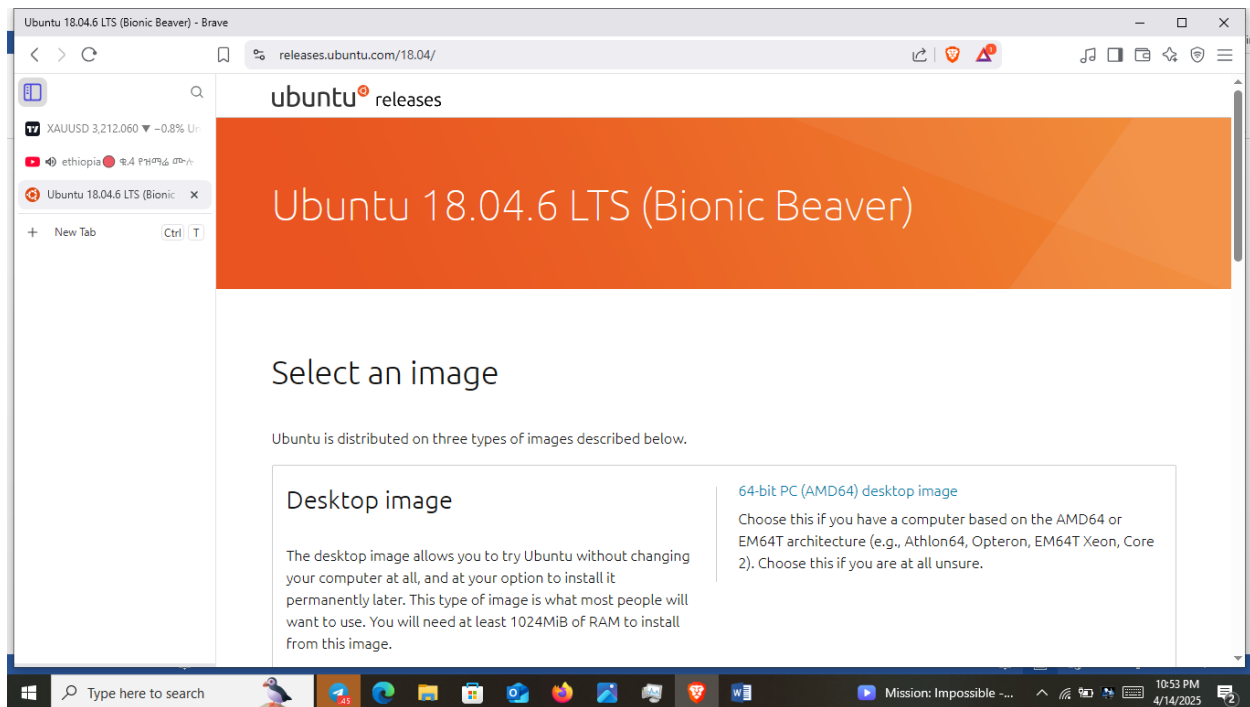 Ubuntu 18.04.6 LTS (Bionic Beaver) - Brave
releases.ubuntu.com/18.04/
XAUUSD 3,212.060 ▼ −0.8% Un
ethiopia🔴
Ubuntu 18.04.6 LTS (Bionic
New Tab Ctrl T
ubuntu releases
Ubuntu 18.04.6 LTS (Bionic Beaver)
Select an image
Ubuntu is distributed on three types of images described below.
Desktop image
The desktop image allows you to try Ubuntu without changing
your computer at all, and at your option to install it
permanently later. This type of image is what most people will
want to use. You will need at least 1024MiB of RAM to install
from this image.
64-bit PC (AMD64) desktop image
Choose this if you have a computer based on the AMD64 or
EM64T architecture (e.g., Athlon64, Opteron, EM64T Xeon, Core
2). Choose this if you are at all unsure.
Type here to search
45
Mission: Impossible -...
10:53 PM
4/14/2025
2